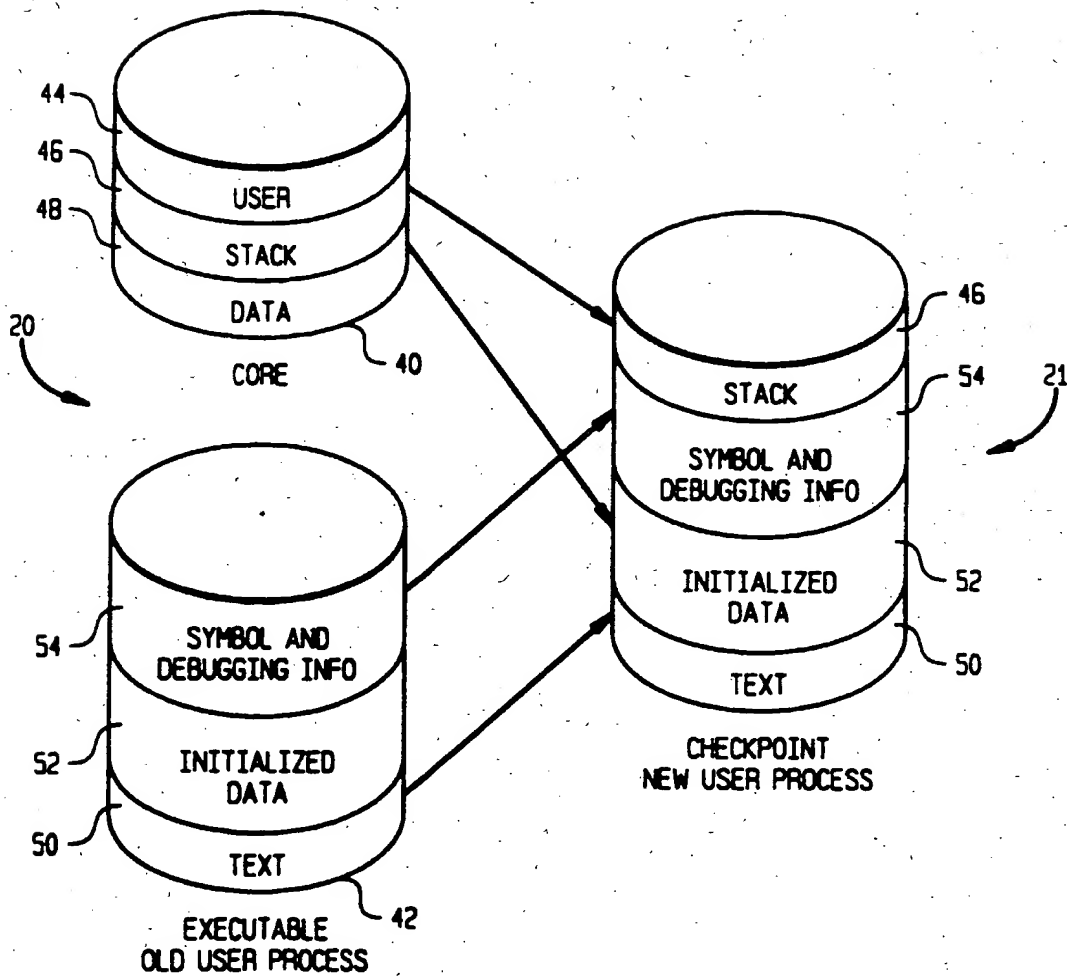 44
46
48
USER
STACK
DATA
40
CORE
20
46
54
21
STACK
SYMBOL AND
DEBUGGING INFO
INITIALIZED
DATA
52
50
TEXT
CHECKPOINT
NEW USER PROCESS
54
SYMBOL AND
DEBUGGING INFO
52
INITIALIZED
DATA
50
TEXT
42
EXECUTABLE
OLD USER PROCESS